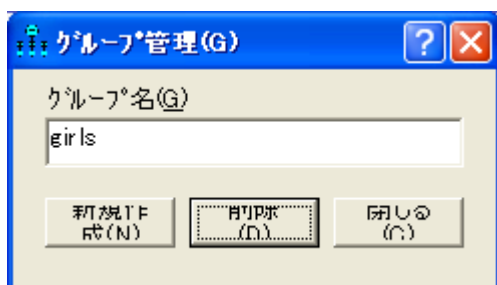 ｸﾞﾙｰﾌﾟ管理(G)
ｸﾞﾙｰﾌﾟ名(G)
girls
新規作
成(N)
削除
(D)
閉じる
(C)